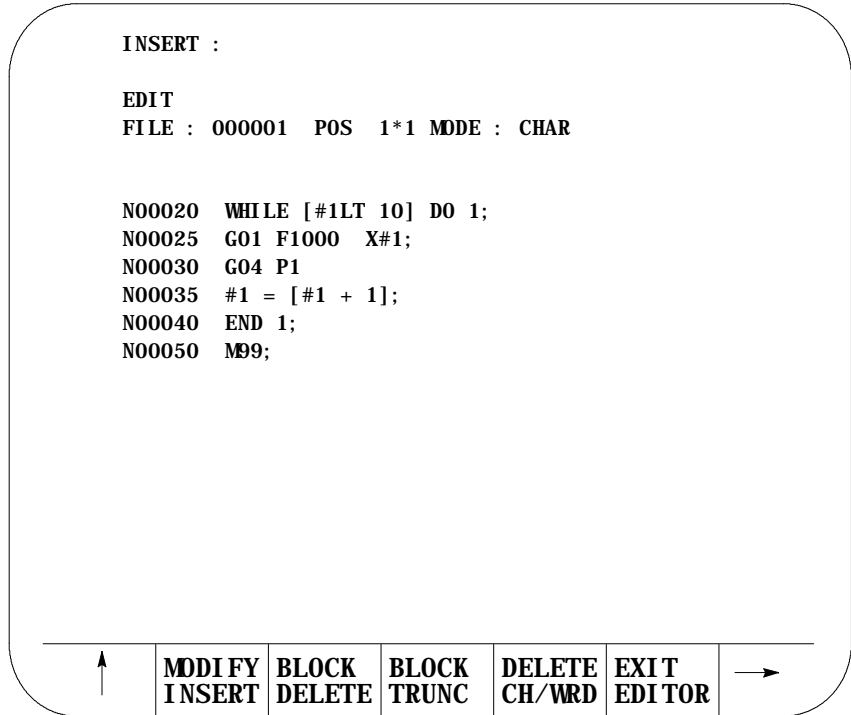 INSERT :
EDIT
FILE : 000001 POS 1*1 MODE : CHAR
N00020 WHILE [#1LT 10] DO 1;
N00025 G01 F1000 X#1;
N00030 G04 P1
N00035 #1 = [#1 + 1];
N00040 END 1;
N00050 M99;
MODIFY BLOCK BLOCK DELETE EXIT
INSERT DELETE TRUNC CH/WRD EDITOR